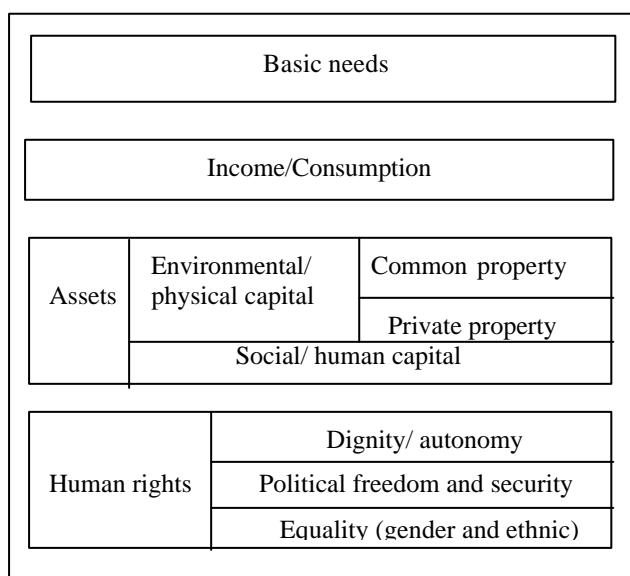 Basic needs
Income/Consumption
Assets
Environmental/
physical capital
Common property
Private property
Social/ human capital
Human rights
Dignity/ autonomy
Political freedom and security
Equality (gender and ethnic)